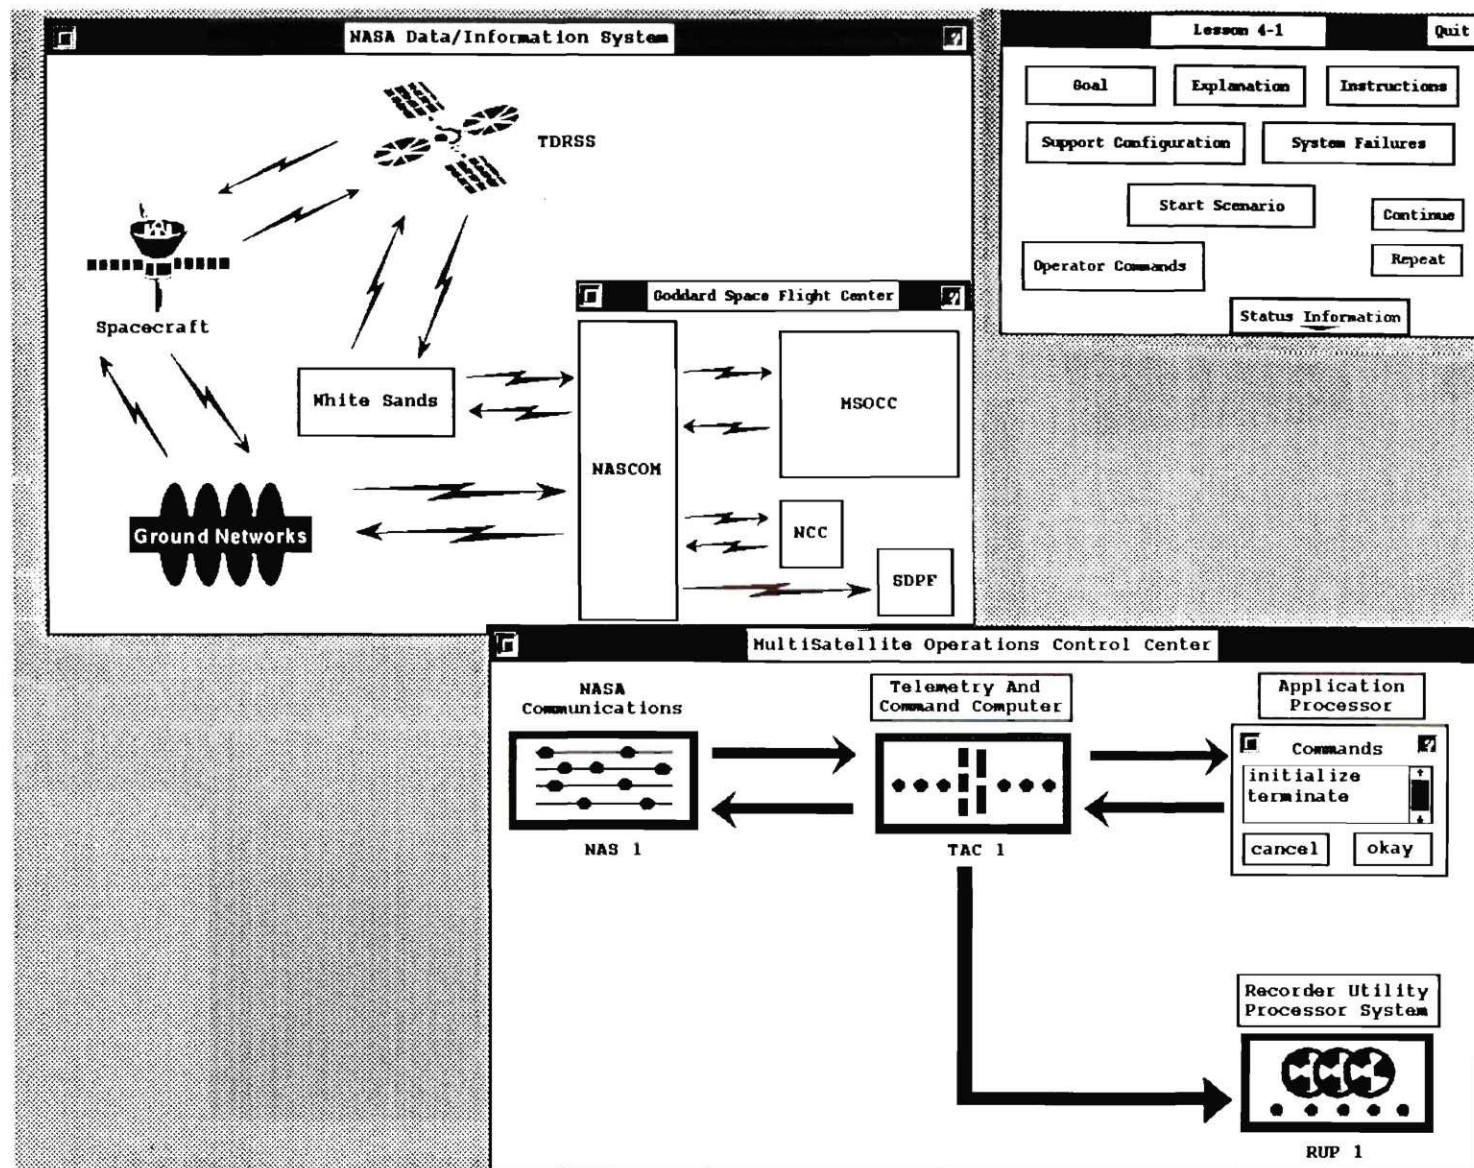 NASA Data/Information System
TDRSS
Spacecraft
White Sands
Ground Networks
Goddard Space Flight Center
NASCOM
MSOCC
NCC
SDPF
Lesson 4-1
Quit
Goal
Explanation
Instructions
Support Configuration
System Failures
Start Scenario
Continue
Operator Commands
Repeat
Status Information
MultiSatellite Operations Control Center
NASA
Communications
NAS 1
Telemetry And
Command Computer
TAC 1
Application
Processor
Commands
initialize
terminate
cancel
okay
Recorder Utility
Processor System
RUP 1